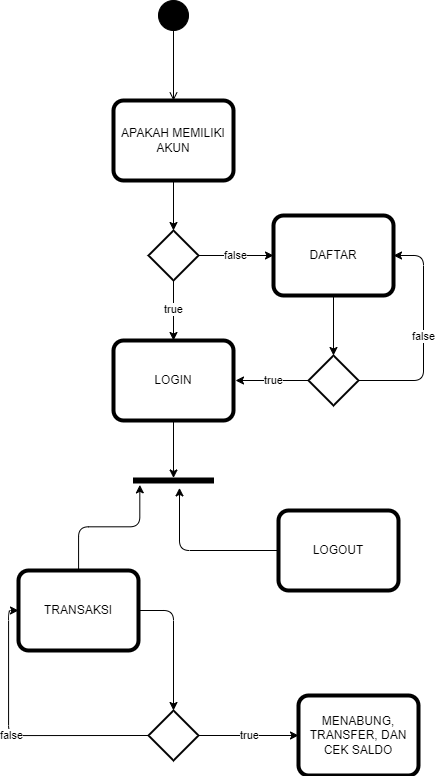 APAKAH MEMILIKI
AKUN
false
DAFTAR
true
false
LOGIN
true
LOGOUT
TRANSAKSI
false
true
MENABUNG,
TRANSFER, DAN
CEK SALDO